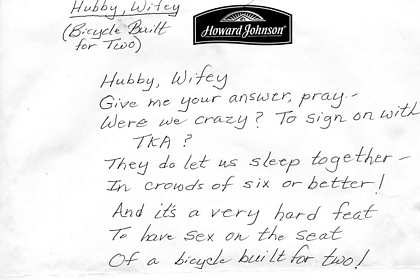 Hubby, Wifey
(Bicycle Built
for Two)
Howard Johnson®
Hubby, Wifey
Give me your answer, pray -
Were we crazy? To sign on with
TKA?
They do let us sleep together -
In crowds of six or better!
And it's a very hard feat
To have sex on the seat
Of a bicycle built for two!